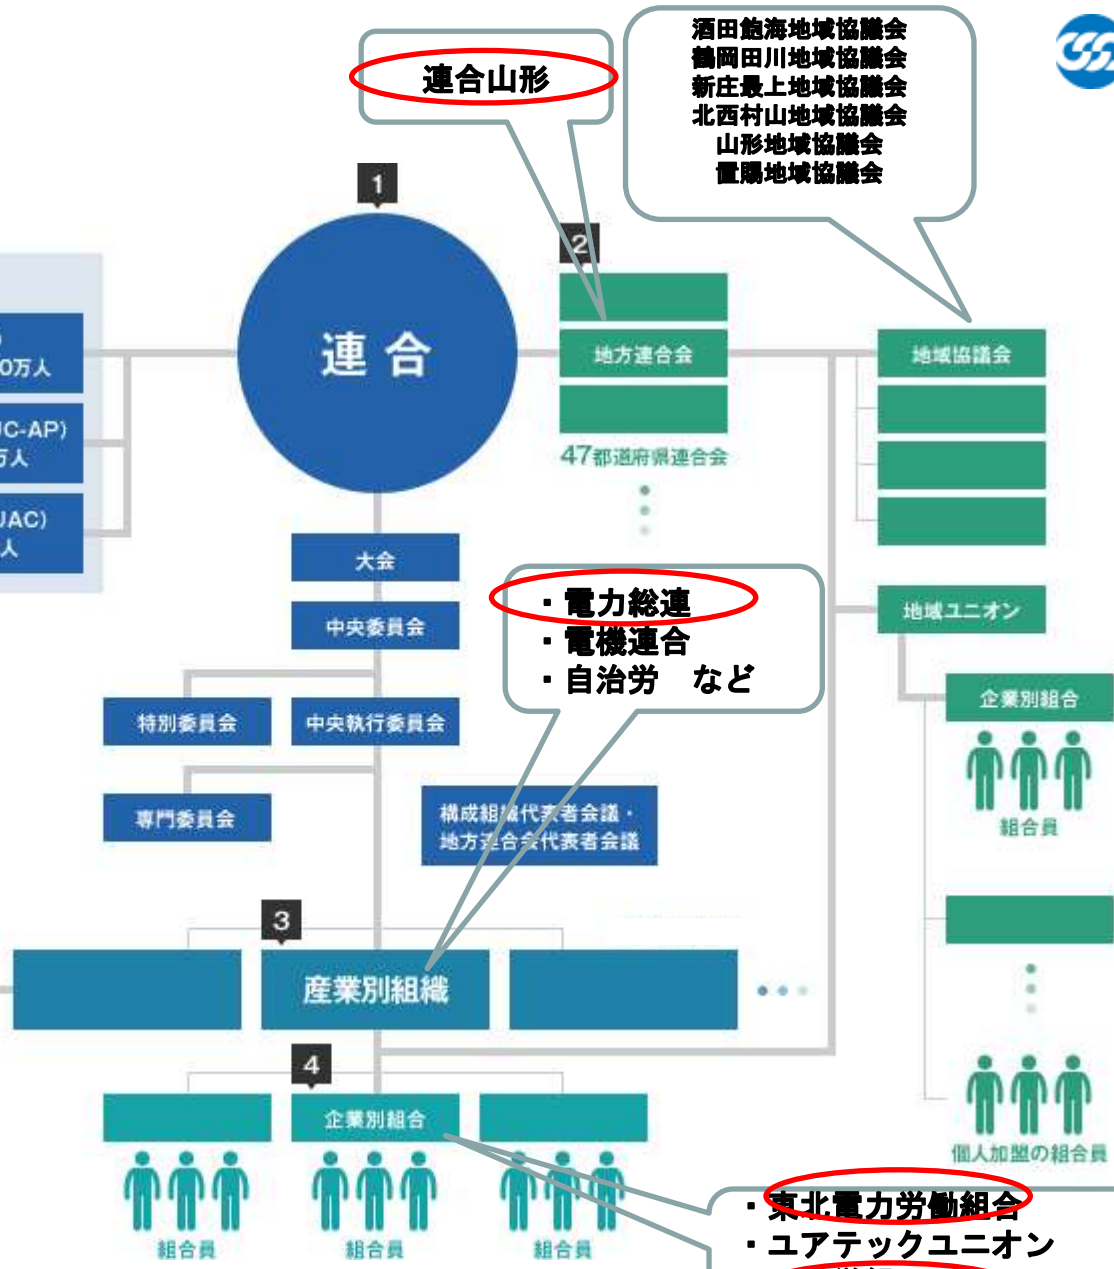 酒田飽海地域協議会
鶴岡田川地域協議会
新庄最上地域協議会
北西村山地域協議会
山形地域協議会
置賜地域協議会
連合山形
1
2
連合
地方連合会
地域協議会
0万人
C-AP)
万人
47都道府県連合会
JAC)
人
大会
・電力総連
・電機連合
・自治労 など
中央委員会
地域ユニオン
特別委員会
中央執行委員会
企業別組合
専門委員会
構成組織代表者会議・
地方連合会代表者会議
組合員
3
産業別組織
4
企業別組合
個人加盟の組合員
組合員
組合員
組合員
・東北電力労働組合
・ユアテックユニオン